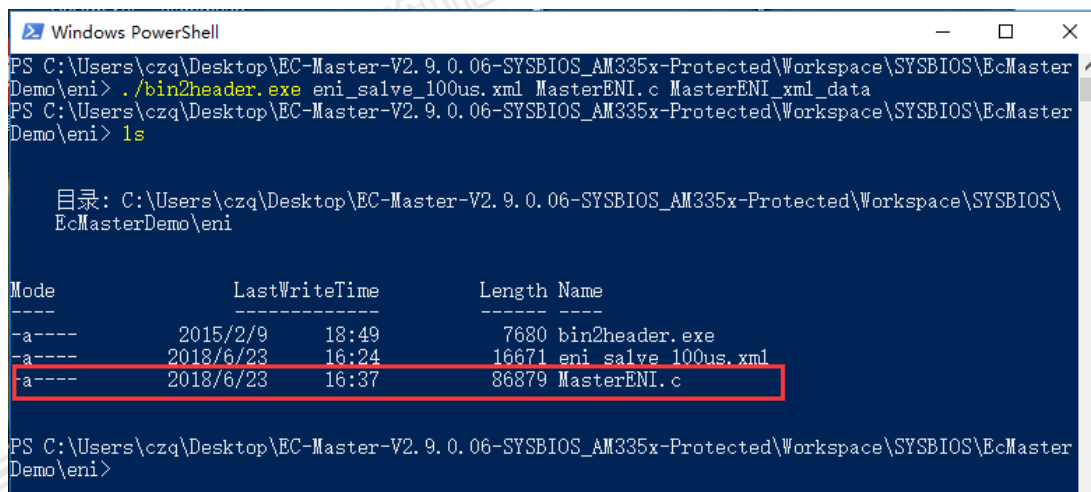 Windows PowerShell
PS C:\Users\czq\Desktop\EC-Master-V2.9.0.06-SYSBIOS_AM335x-Protected\Workspace\SYSBIOS\EcMaster
Demo\eni> ./bin2header.exe eni_salve_100us.xml MasterENI.c MasterENI_xml_data
PS C:\Users\czq\Desktop\EC-Master-V2.9.0.06-SYSBIOS_AM335x-Protected\Workspace\SYSBIOS\EcMaster
Demo\eni> ls
目录: C:\Users\czq\Desktop\EC-Master-V2.9.0.06-SYSBIOS_AM335x-Protected\Workspace\SYSBIOS\
EcMasterDemo\eni
Mode LastWriteTime Length Name
---- ------------- ------ ----
-a---- 2015/2/9 18:49 7680 bin2header.exe
-a---- 2018/6/23 16:24 16671 eni_salve_100us.xml
-a---- 2018/6/23 16:37 86879 MasterENI.c
PS C:\Users\czq\Desktop\EC-Master-V2.9.0.06-SYSBIOS_AM335x-Protected\Workspace\SYSBIOS\EcMaster
Demo\eni>